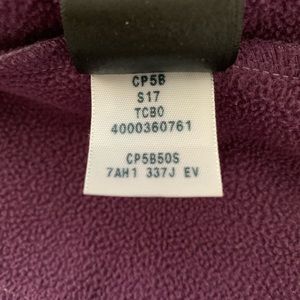 CP5B
S17
TCB0
4000360761
CP5B50S
7AH1 337J EV